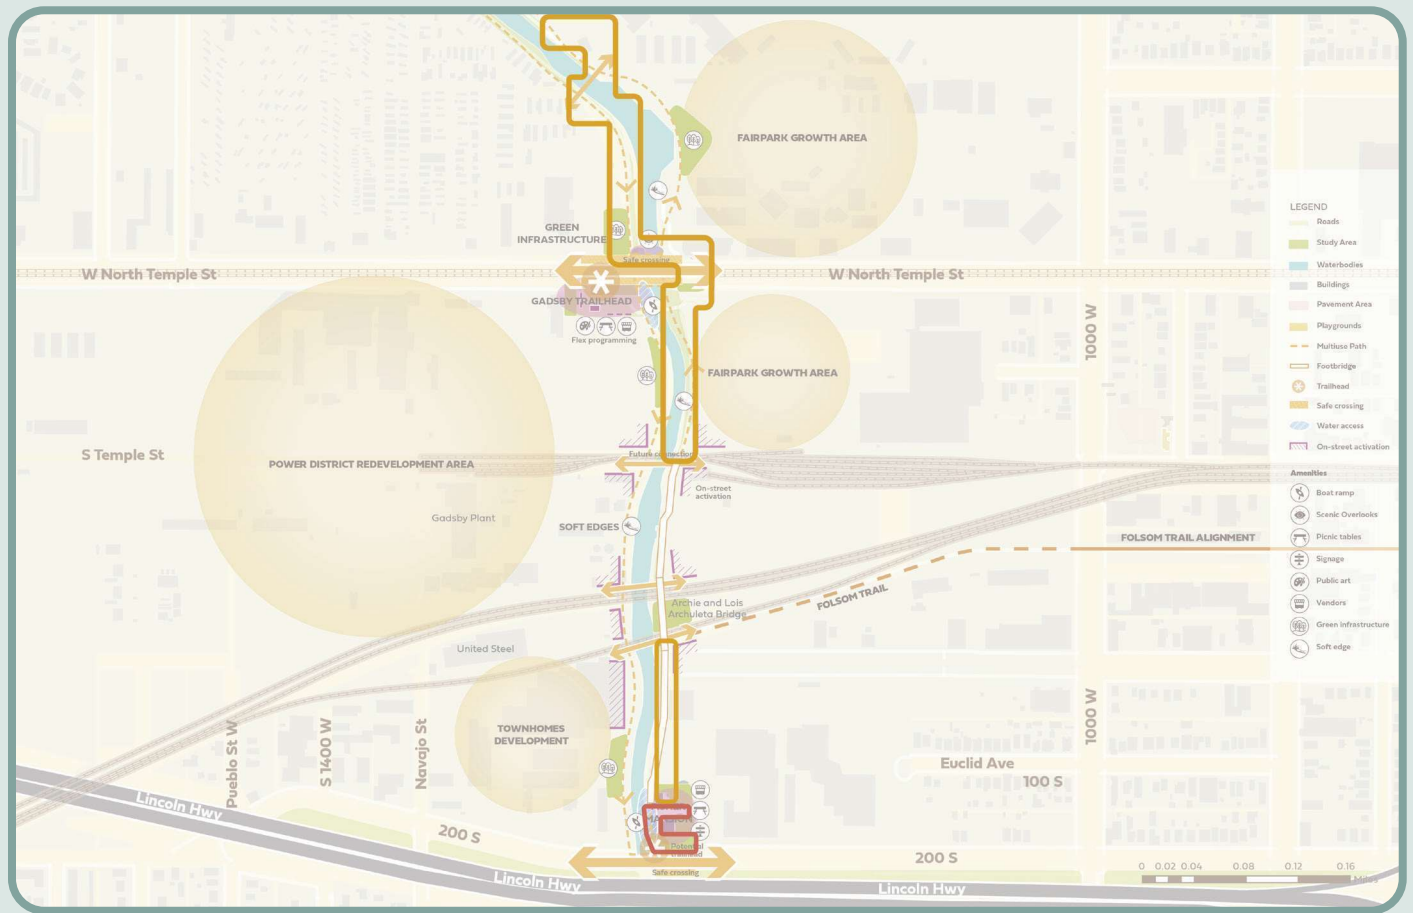 FAIRPARK GROWTH AREA
GREEN
INFRASTRUCTURE
Safe crossing
W North Temple St
W North Temple St
GADSBY TRAILHEAD
Flex programming
1000 W
FAIRPARK GROWTH AREA
S Temple St
POWER DISTRICT REDEVELOPMENT AREA
Future connection
On-street
activation
Gadsby Plant
SOFT EDGES
FOLSOM TRAIL ALIGNMENT
FOLSOM TRAIL
Archie and Lois
Archuleta Bridge
United Steel
TOWNHOMES
DEVELOPMENT
Pueblo St W
S 1400 W
Navajo St
1000 W
Euclid Ave
100 S
Lincoln Hwy
200 S
Potential
200 S
Safe crossing
Lincoln Hwy
Lincoln Hwy
LEGEND
Roads
Study Area
Waterbodies
Buildings
Pavement Area
Playgrounds
Multiuse Path
Footbridge
Trailhead
Safe crossing
Water access
On-street activation
Amenities
Boat ramp
Scenic Overlooks
Picnic tables
Signage
Public art
Vendors
Green infrastructure
Soft edge
0 0.02 0.04 0.08 0.12 0.16
Miles